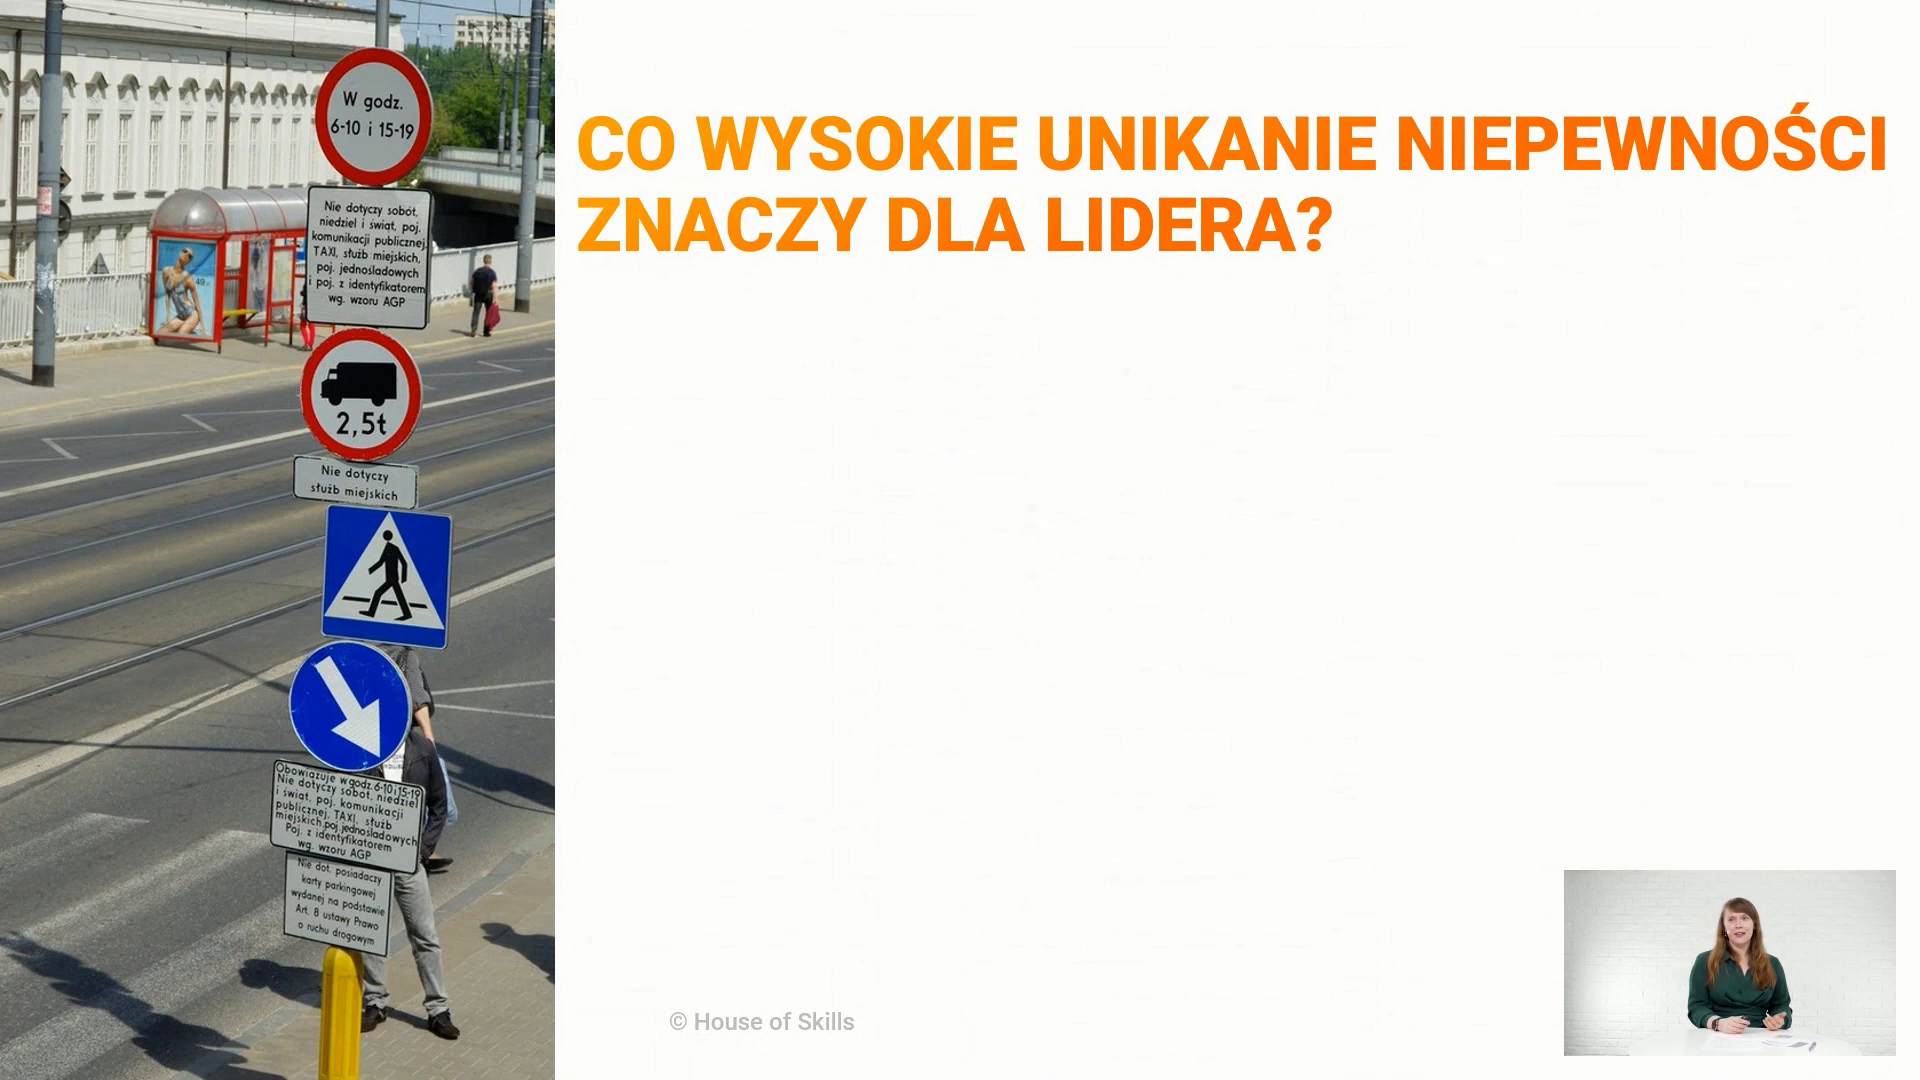 W godz.
6-10 i 15-19
Nie dotyczy sobót,
niedziel i świąt, poj.
komunikacji publicznej,
TAXI, służb miejskich,
poj. jednośladowych
i poj. z identyfikatorem
wg. wzoru AGP
2,5t
Nie dotyczy
służb miejskich
Obowiązuje w godz. 6-10 i 15-19
Nie dotyczy sobót, niedziel
i świąt, poj. komunikacji
publicznej, TAXI, służb
miejskich, poj. jednośladowych
Poj. z identyfikatorem
wg. wzoru AGP
Nie dot. posiadaczy
karty parkingowej
wydanej na podstawie
Art. 8 ustawy Prawo
o ruchu drogowym
CO WYSOKIE UNIKANIE NIEPEWNOŚCI
ZNACZY DLA LIDERA?
© House of Skills